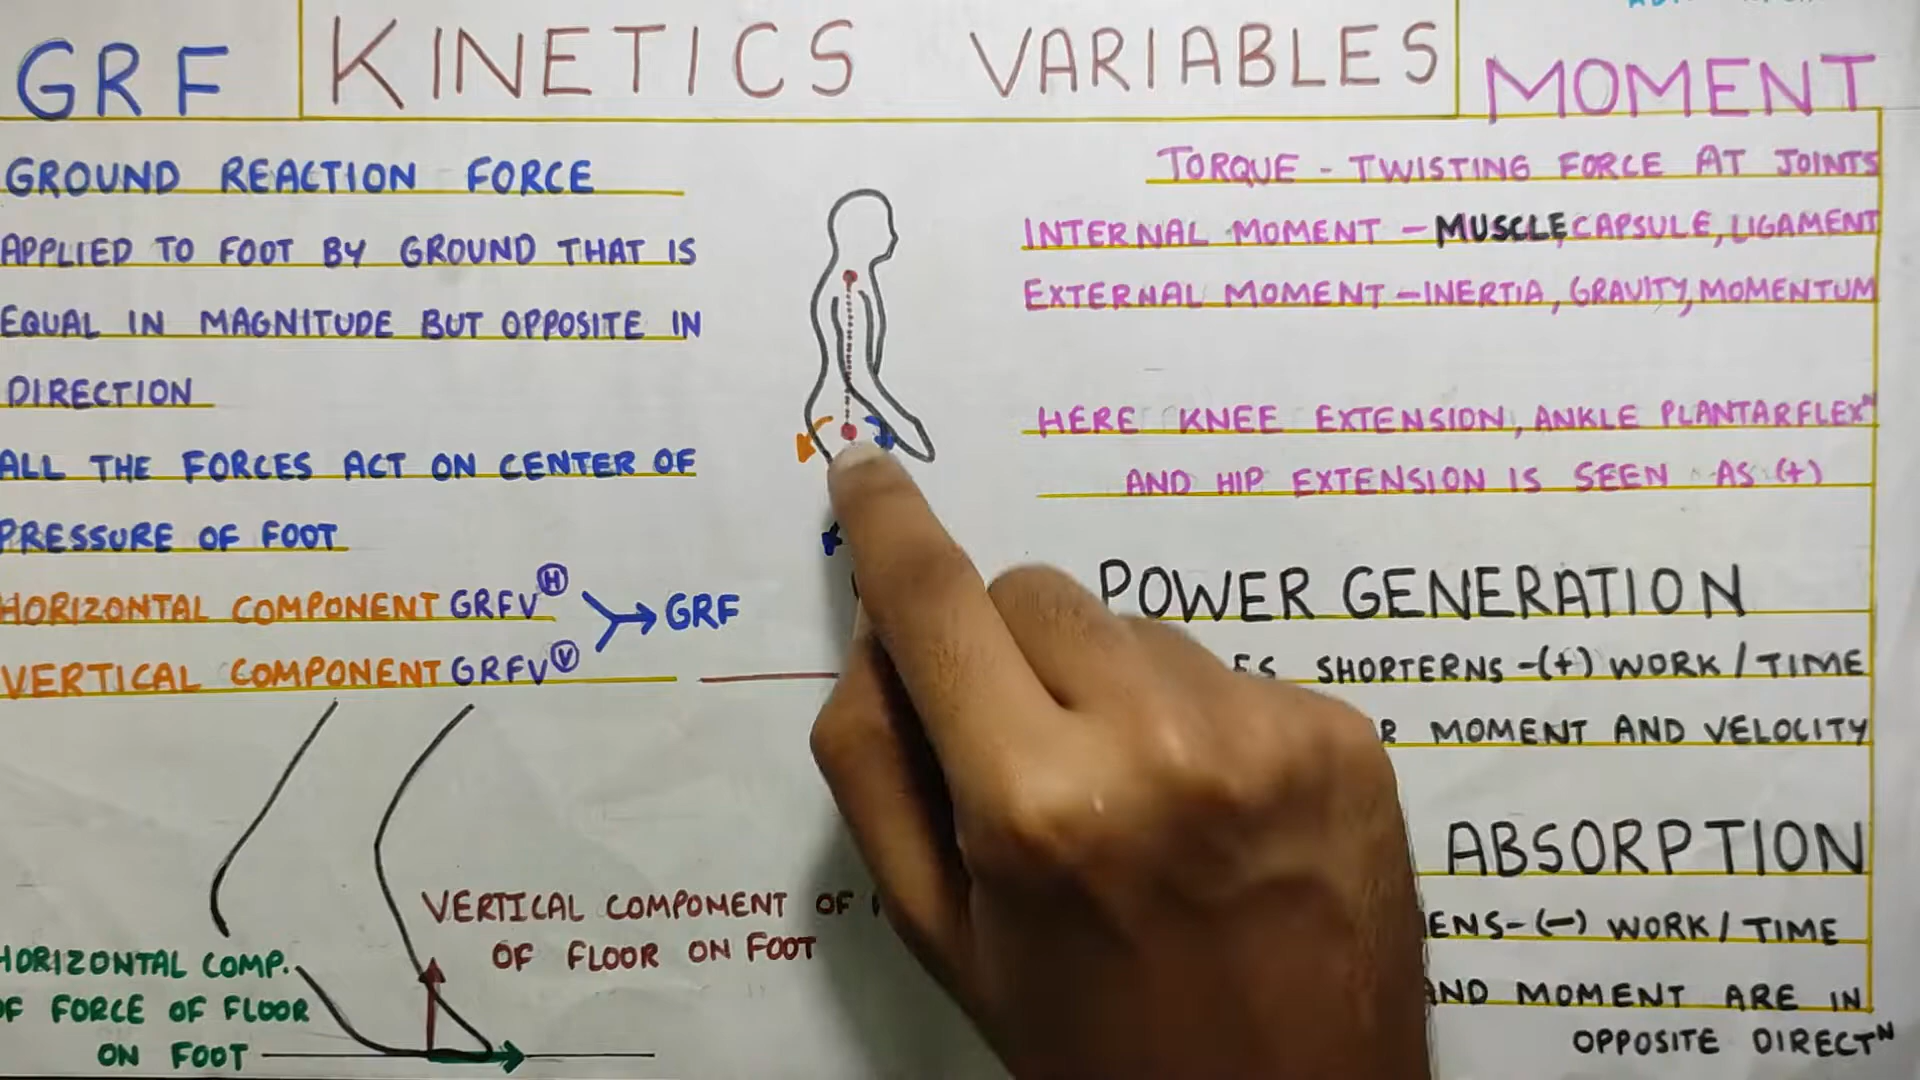 KINETICS VARIABLES
GRF
GROUND REACTION FORCE
APPLIED TO FOOT BY GROUND THAT IS
EQUAL IN MAGNITUDE BUT OPPOSITE IN
DIRECTION
ALL THE FORCES ACT ON CENTER OF
PRESSURE OF FOOT
HORIZONTAL COMPONENT GRFV H
VERTICAL COMPONENT GRFV V
GRF
VERTICAL COMPONENT OF
OF FLOOR ON FOOT
HORIZONTAL COMP.
OF FORCE OF FLOOR
ON FOOT
MOMENT
TORQUE - TWISTING FORCE AT JOINTS
INTERNAL MOMENT - MUSCLE, CAPSULE, LIGAMENT
EXTERNAL MOMENT - INERTIA, GRAVITY, MOMENTUM
HERE KNEE EXTENSION, ANKLE PLANTARFLEXN
AND HIP EXTENSION IS SEEN AS (+)
POWER GENERATION
SHORTERNS - (+) WORK / TIME
MOMENT AND VELOCITY
ABSORPTION
(-) WORK / TIME
AND MOMENT ARE IN
OPPOSITE DIRECTN